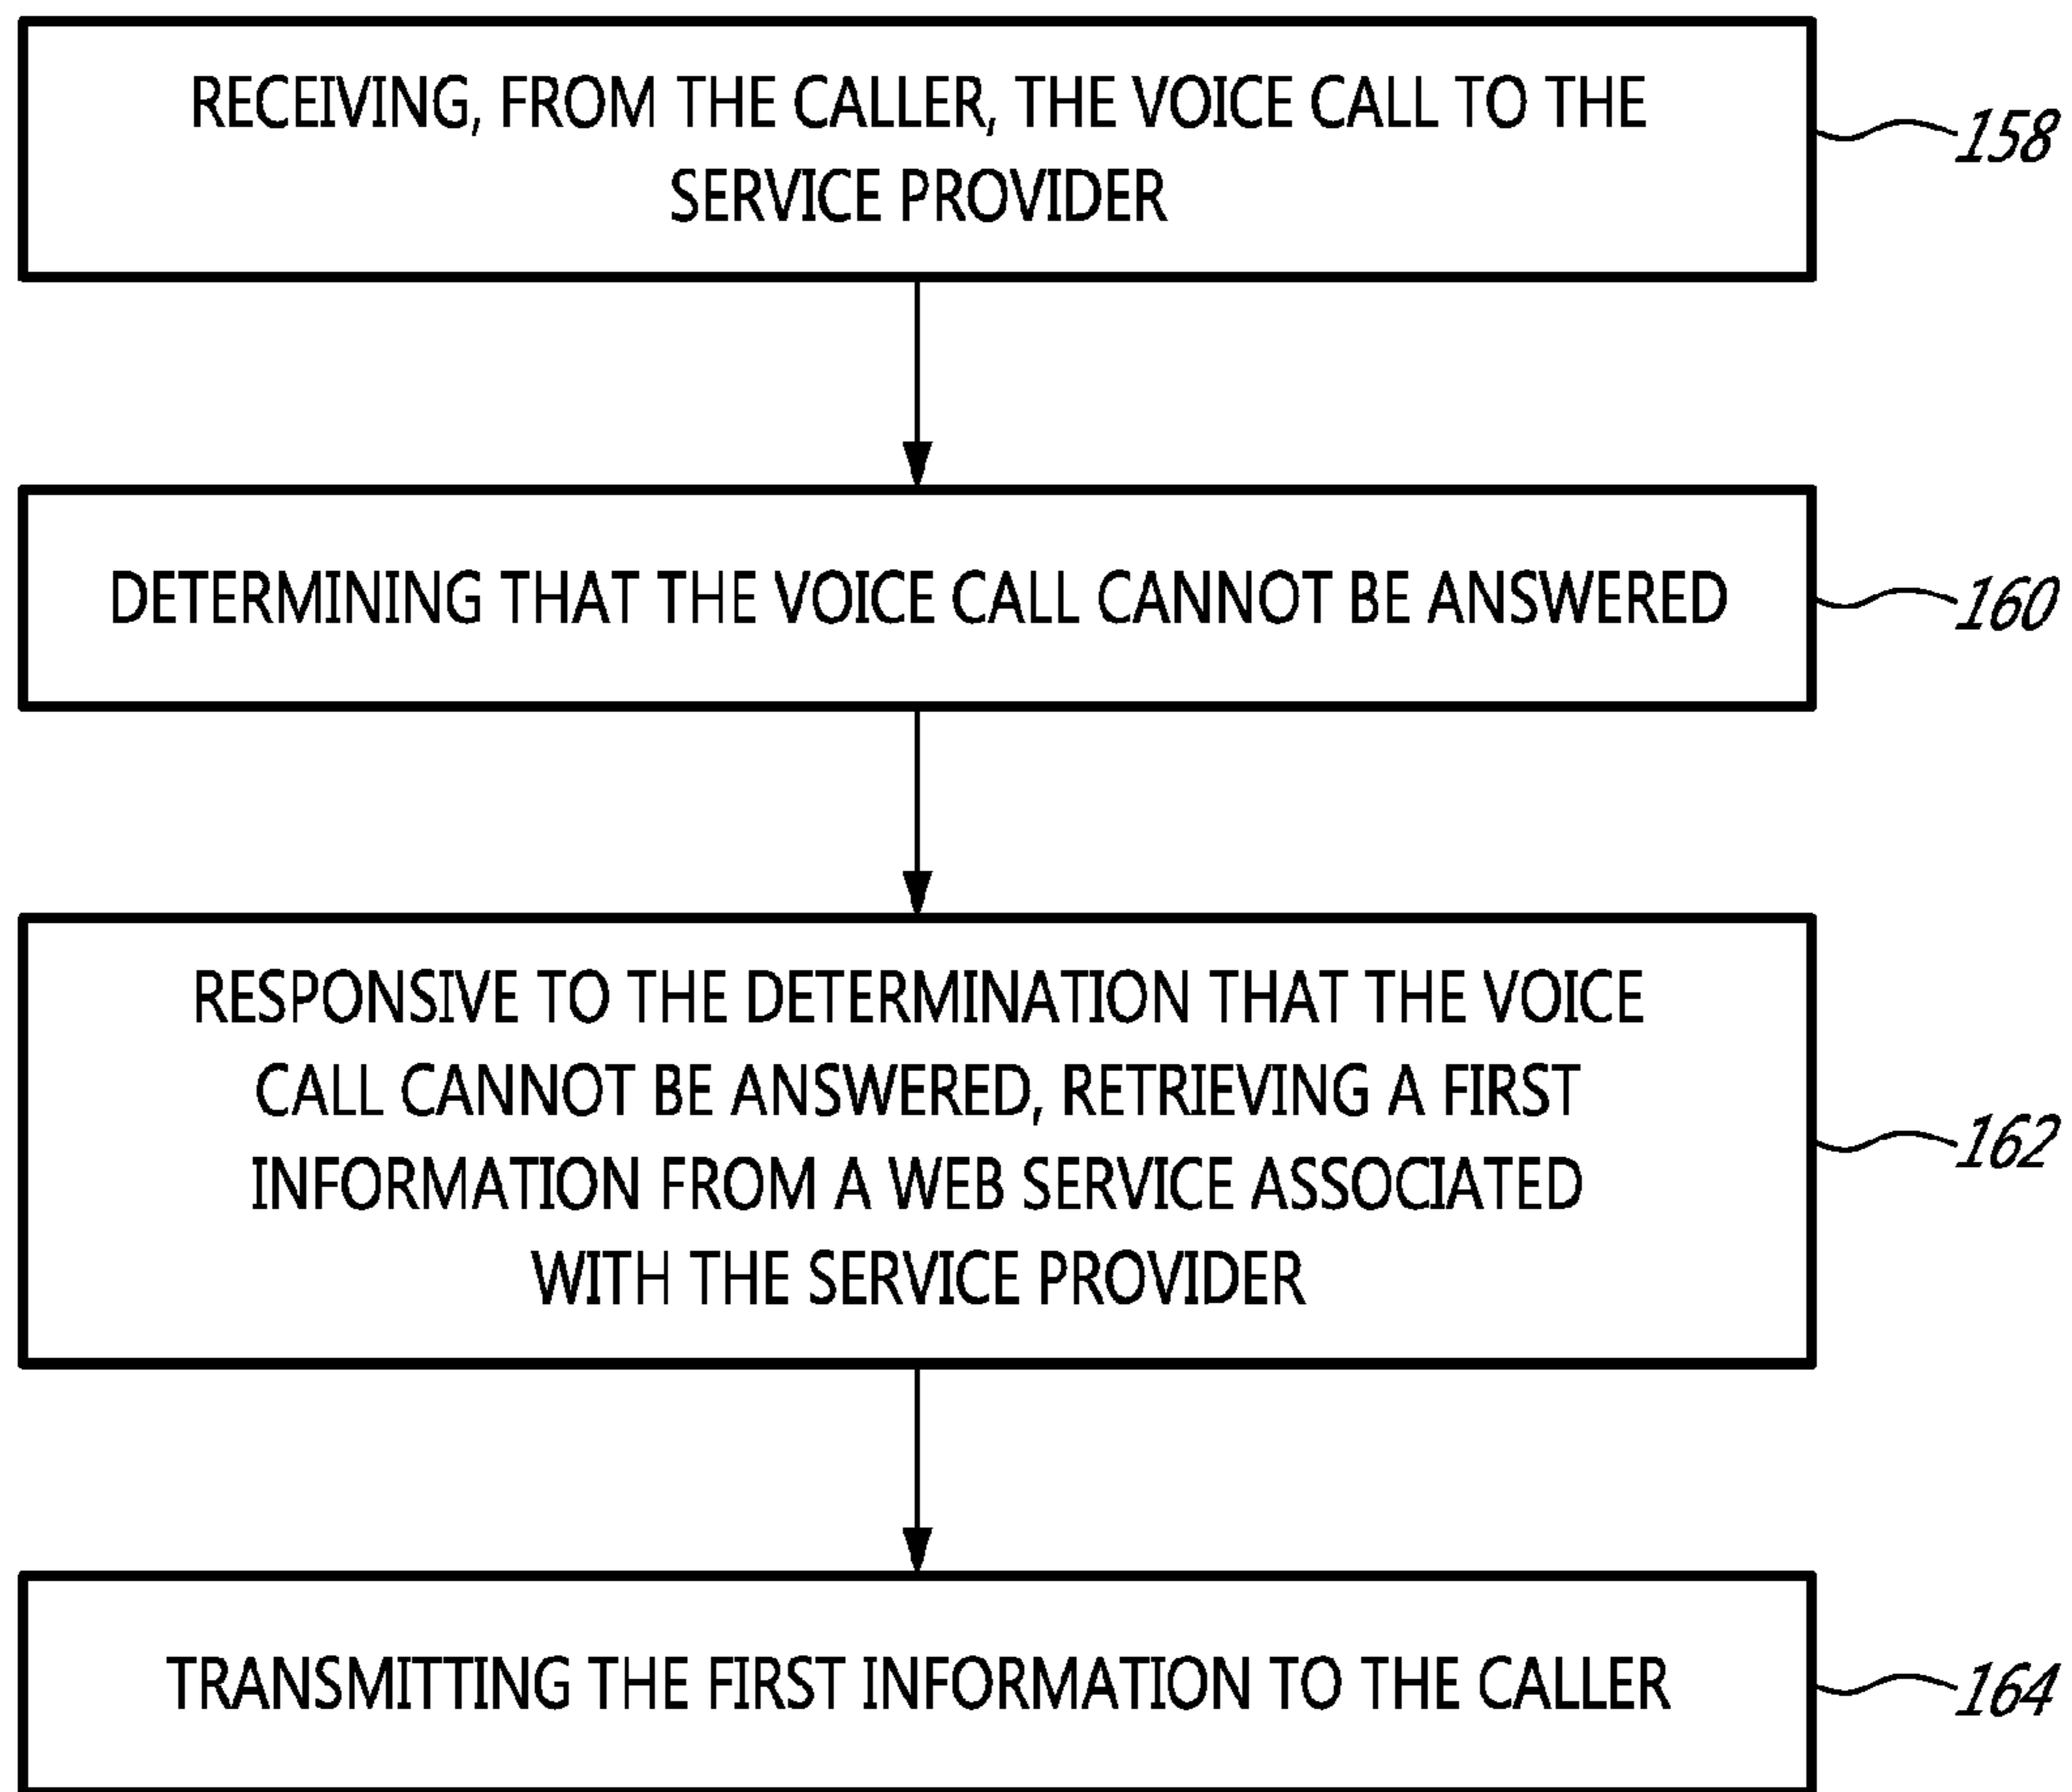 RECEIVING, FROM THE CALLER, THE VOICE CALL TO THE
SERVICE PROVIDER
158
DETERMINING THAT THE VOICE CALL CANNOT BE ANSWERED
160
RESPONSIVE TO THE DETERMINATION THAT THE VOICE
CALL CANNOT BE ANSWERED, RETRIEVING A FIRST
INFORMATION FROM A WEB SERVICE ASSOCIATED
WITH THE SERVICE PROVIDER
162
TRANSMITTING THE FIRST INFORMATION TO THE CALLER
164